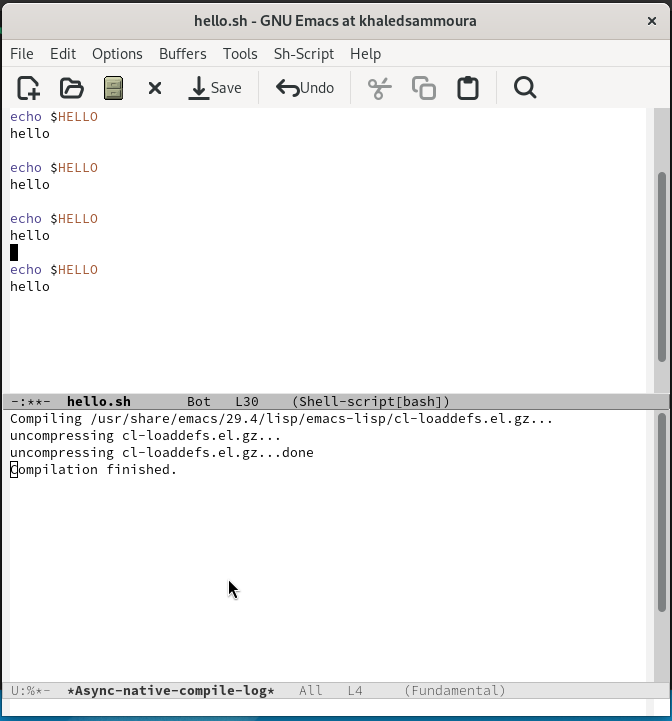 hello.sh - GNU Emacs at khaledsammoura ×
File Edit Options Buffers Tools Sh-Script Help
Save Undo
echo $HELLO
hello
echo $HELLO
hello
echo $HELLO
hello
echo $HELLO
hello
-:**- hello.sh Bot L30 (Shell-script[bash])
Compiling /usr/share/emacs/29.4/lisp/emacs-lisp/cl-loaddefs.el.gz...
uncompressing cl-loaddefs.el.gz...
uncompressing cl-loaddefs.el.gz...done
Compilation finished.
U:%*- *Async-native-compile-log* All L4 (Fundamental)